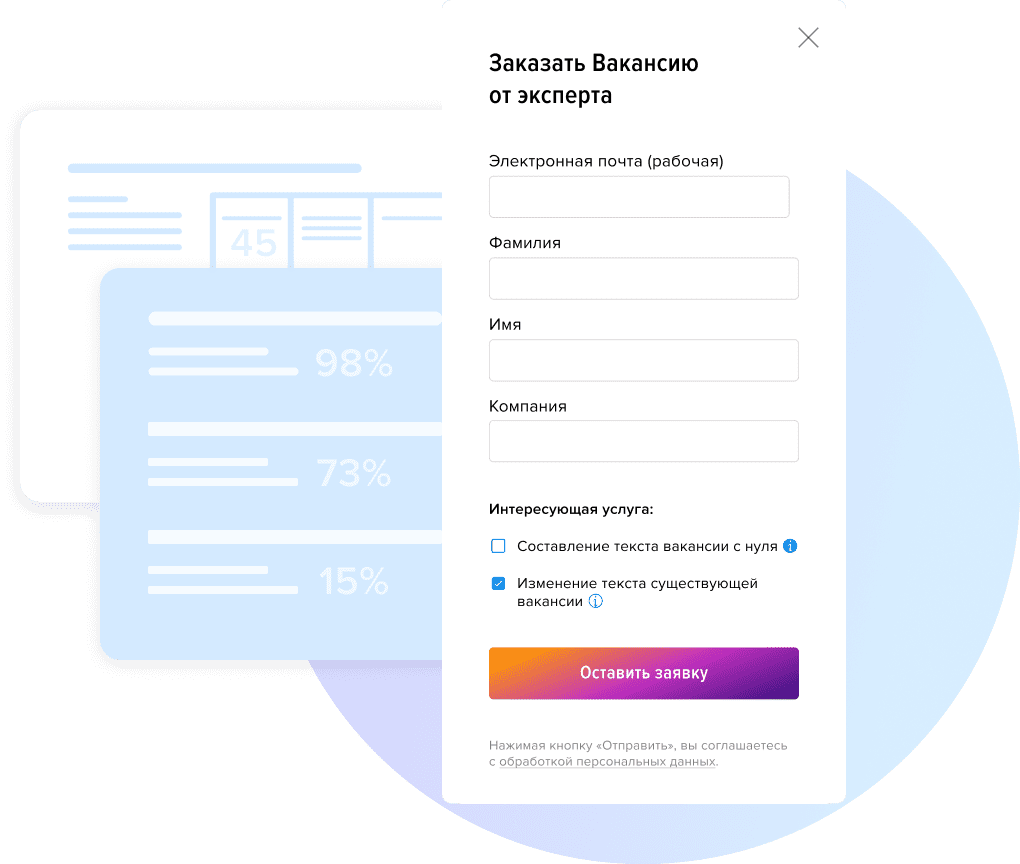 Заказать Вакансию
от эксперта
Электронная почта (рабочая)
Фамилия
Имя
Компания
Интересующая услуга:
Составление текста вакансии с нуля
Изменение текста существующей
вакансии
Оставить заявку
Нажимая кнопку «Отправить», вы соглашаетесь
с обработкой персональных данных.
45
98%
73%
15%